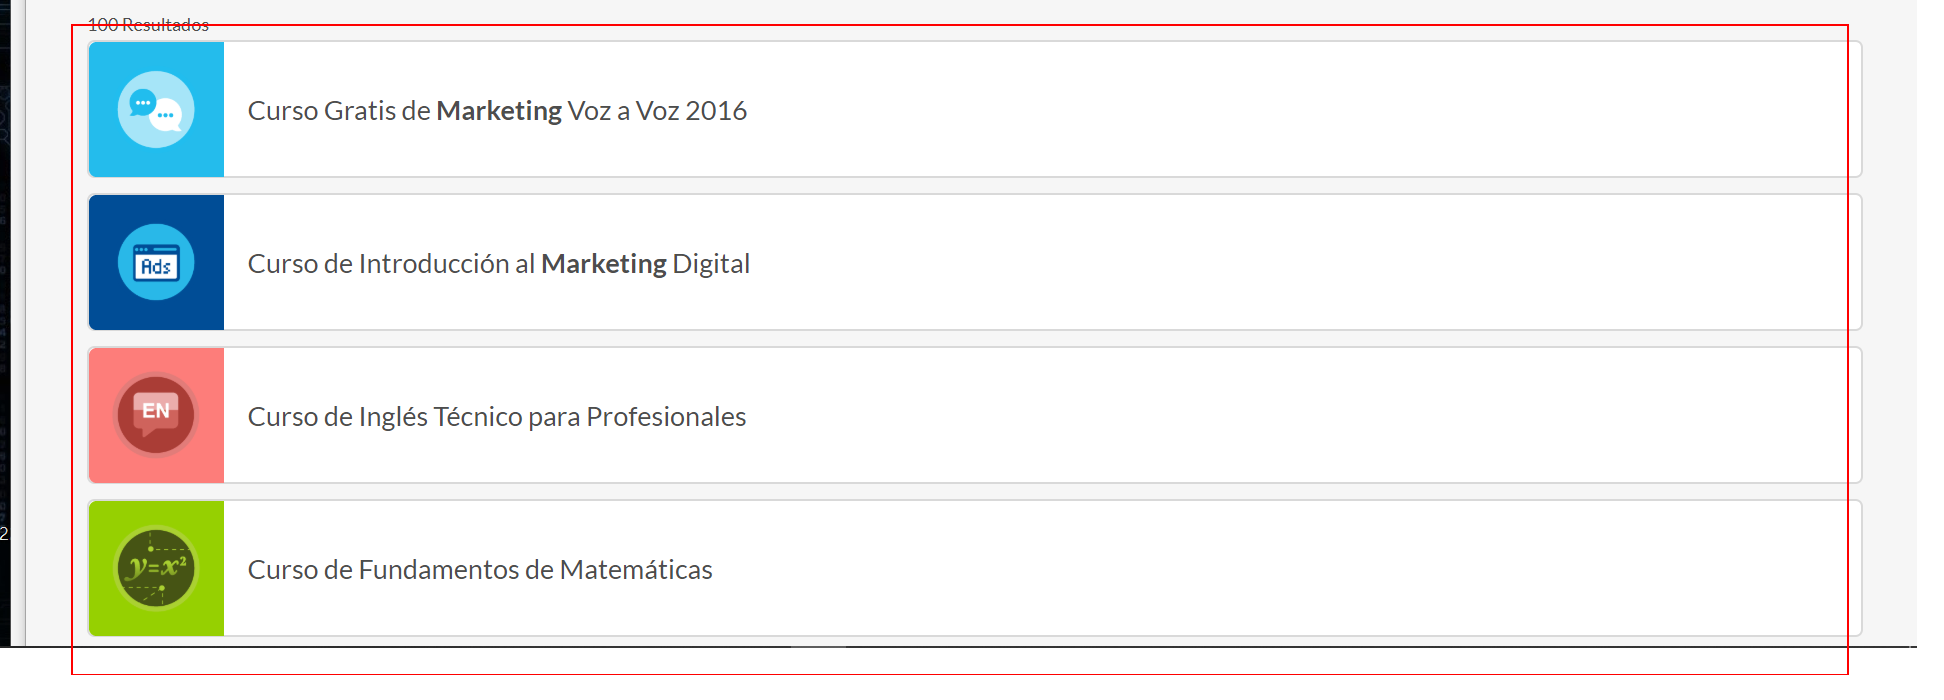 100 Resultados
Curso Gratis de Marketing Voz a Voz 2016
Ads
Curso de Introducción al Marketing Digital
EN
Curso de Inglés Técnico para Profesionales
y=x²
Curso de Fundamentos de Matemáticas
2